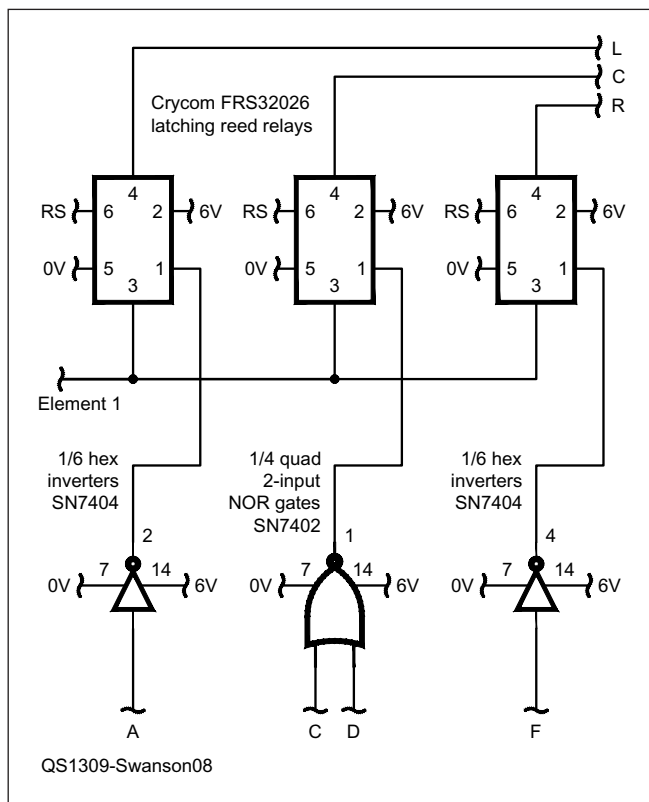 L
C
R
Crycom FRS32026
latching reed relays
4 4 4
RS 6 2 6V RS 6 2 6V RS 6 2 6V
0V 5 1 0V 5 1 0V 5 1
3 3 3
Element 1
1/6 hex
inverters
SN7404
1/4 quad
2-input
NOR gates
SN7402
1/6 hex
inverters
SN7404
2 1 4
0V 7 14 6V 0V 7 14 6V 0V 7 14 6V
A C D F
QS1309-Swanson08